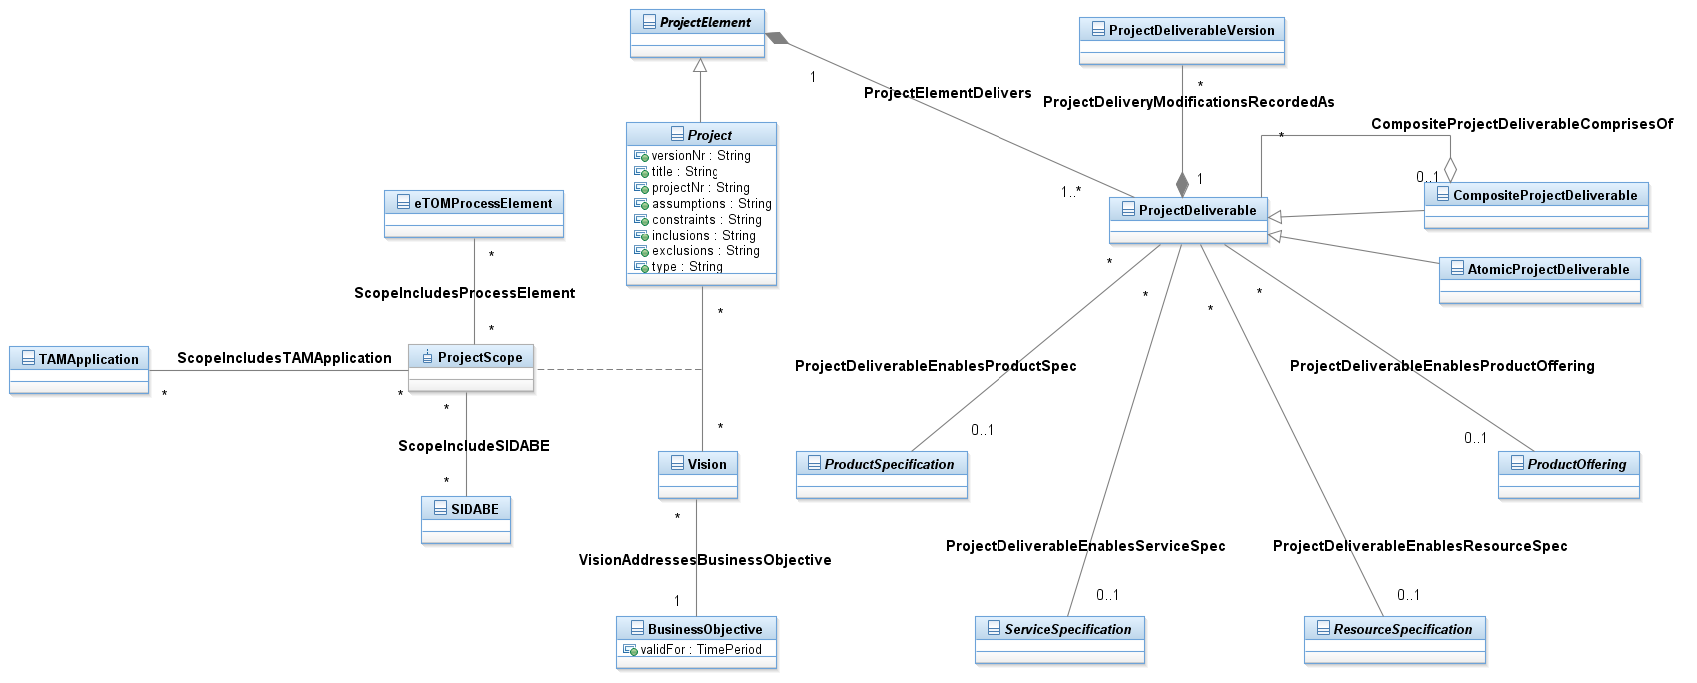 ProjectElement
1
ProjectElementDelivers
1..*
ProjectDeliverableVersion
*
ProjectDeliveryModificationsRecordedAs
1
CompositeProjectDeliverableComprisesOf
*
0..1
CompositeProjectDeliverable
ProjectDeliverable
AtomicProjectDeliverable
Project
versionNr : String
title : String
projectNr : String
assumptions : String
constraints : String
inclusions : String
exclusions : String
type : String
eTOMProcessElement
*
ScopeIncludesProcessElement
*
TAMApplication
ScopeIncludesTAMApplication
*
*
ProjectScope
*
ScopeIncludeSIDABE
*
SIDABE
*
*
Vision
*
VisionAddressesBusinessObjective
1
BusinessObjective
validFor : TimePeriod
*
*
*
*
ProjectDeliverableEnablesProductSpec
0..1
ProductSpecification
ProjectDeliverableEnablesProductOffering
0..1
ProductOffering
ProjectDeliverableEnablesServiceSpec
0..1
ServiceSpecification
ProjectDeliverableEnablesResourceSpec
0..1
ResourceSpecification